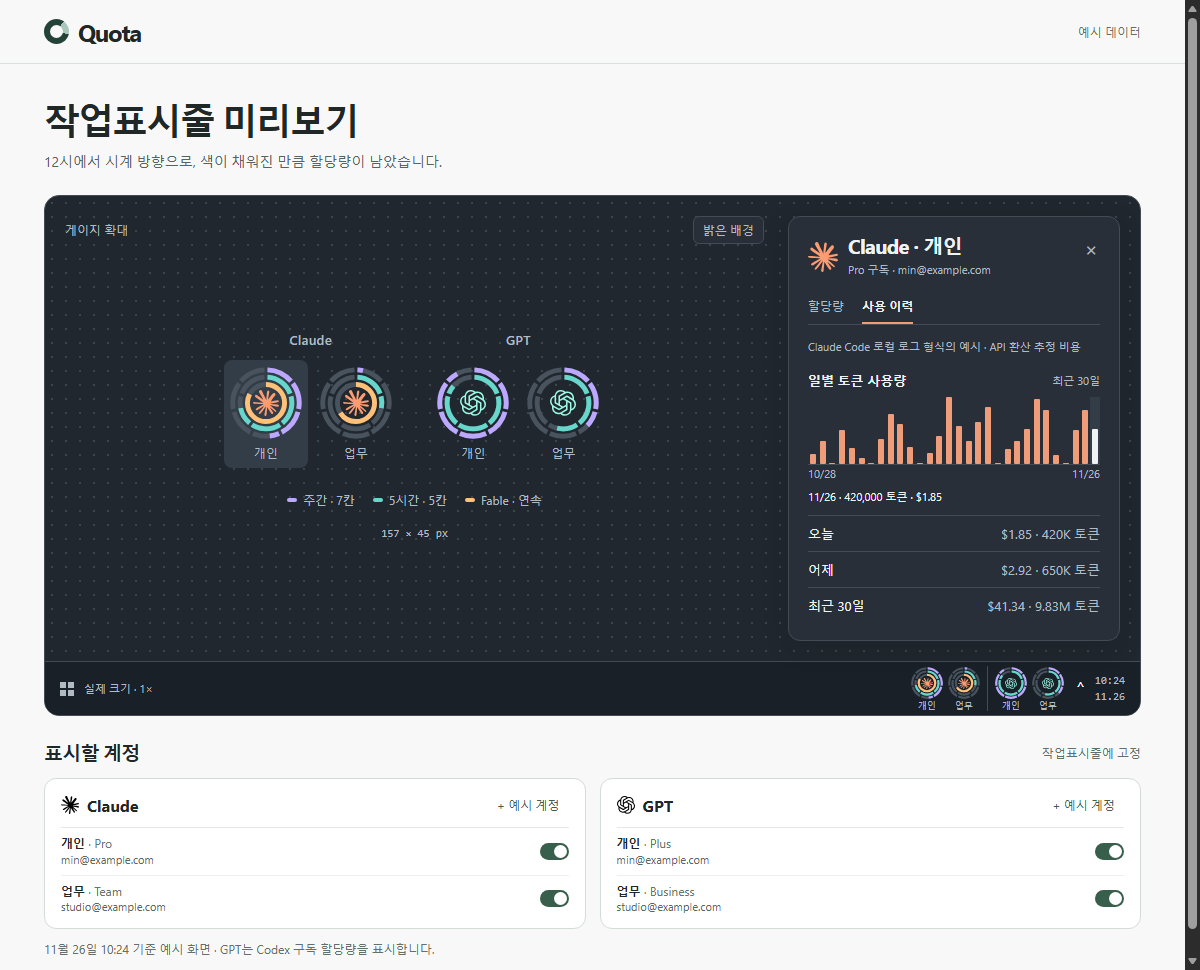 Quota
예시 데이터
작업표시줄 미리보기
12시에서 시계 방향으로, 색이 채워진 만큼 할당량이 남았습니다.
게이지 확대
밝은 배경
Claude
GPT
개인
업무
개인
업무
주간 · 7칸
5시간 · 5칸
Fable · 연속
157 × 45 px
Claude · 개인
×
Pro 구독 · min@example.com
할당량
사용 이력
Claude Code 로컬 로그 형식의 예시 · API 환산 추정 비용
일별 토큰 사용량
최근 30일
10/28
11/26
11/26 · 420,000 토큰 · $1.85
오늘
$1.85 · 420K 토큰
어제
$2.92 · 650K 토큰
최근 30일
$41.34 · 9.83M 토큰
실제 크기 · 1×
개인
업무
개인
업무
10:24
11.26
표시할 계정
작업표시줄에 고정
Claude
+ 예시 계정
개인 · Pro
min@example.com
업무 · Team
studio@example.com
GPT
+ 예시 계정
개인 · Plus
min@example.com
업무 · Business
studio@example.com
11월 26일 10:24 기준 예시 화면 · GPT는 Codex 구독 할당량을 표시합니다.